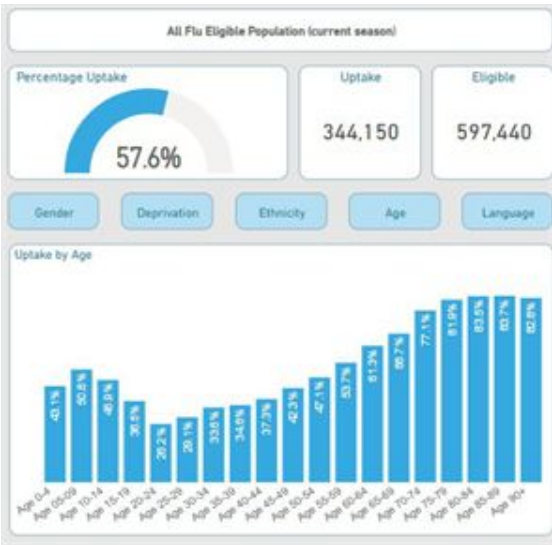 All Flu Eligible Population (current season)
Percentage Uptake
57.6%
Uptake
344,150
Eligible
597,440
Gender
Deprivation
Ethnicity
Age
Language
Uptake by Age
43.1%
50.8%
46.9%
36.8%
26.2%
29.1%
33.8%
34.8%
37.3%
42.3%
47.1%
53.7%
61.3%
66.7%
77.1%
81.9%
83.8%
83.7%
82.8%
Age 0-4
Age 05-09
Age 10-14
Age 15-19
Age 20-24
Age 25-29
Age 30-34
Age 35-39
Age 40-44
Age 45-49
Age 50-54
Age 55-59
Age 60-64
Age 65-69
Age 70-74
Age 75-79
Age 80-84
Age 85-89
Age 90+